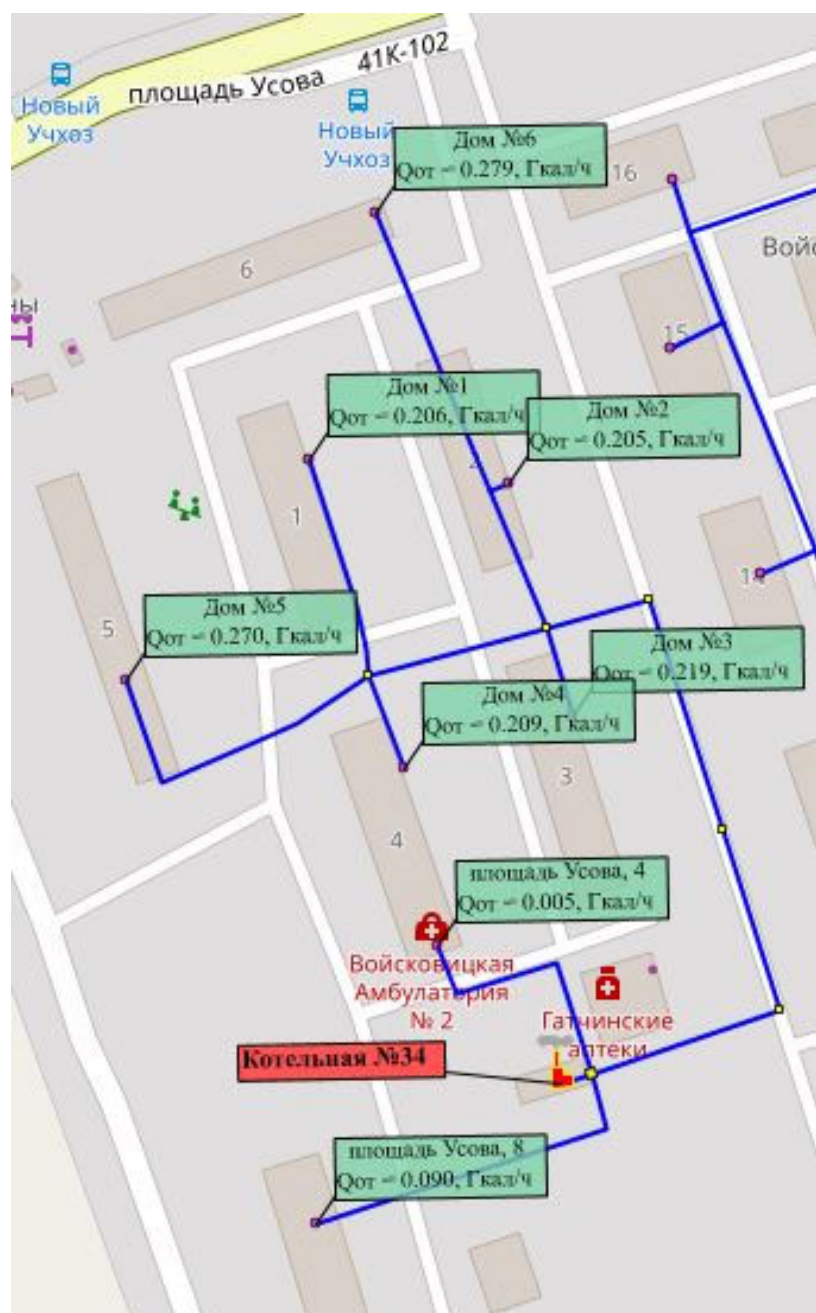 41К-102
площадь Усова
Новый
Учхоз
Новый
Учхоз
Дом №6
Qот = 0.279, Гкал/ч
16
Войс
6
ны
15
Дом №1
Qот = 0.206, Гкал/ч
Дом №2
Qот = 0.205, Гкал/ч
2
1
14
Дом №5
Qот = 0.270, Гкал/ч
5
Дом №3
Qот = 0.219, Гкал/ч
Дом №4
Qот = 0.209, Гкал/ч
3
4
площадь Усова, 4
Qот = 0.005, Гкал/ч
Войсковицкая
Амбулатория
№ 2
Гатчинские
аптеки
Котельная №34
площадь Усова, 8
Qот = 0.090, Гкал/ч